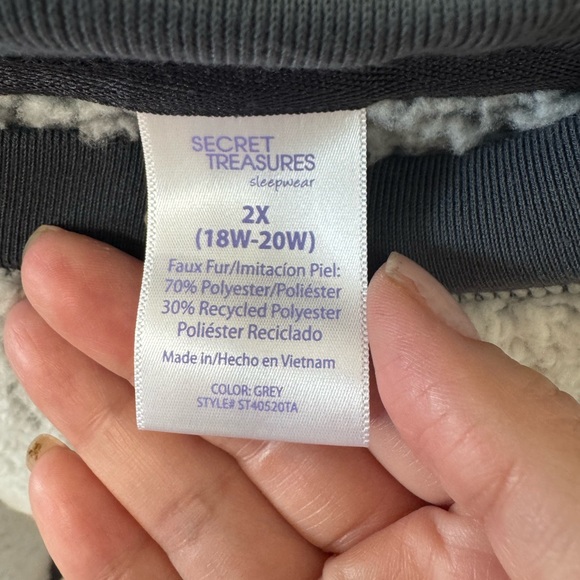 SECRET
TREASURES
sleepwear
2X
(18W-20W)
Faux Fur/Imitacíon Piel:
70% Polyester/Poliéster
30% Recycled Polyester
Poliéster Reciclado
Made in/Hecho en Vietnam
COLOR: GREY
STYLE# ST40520TA